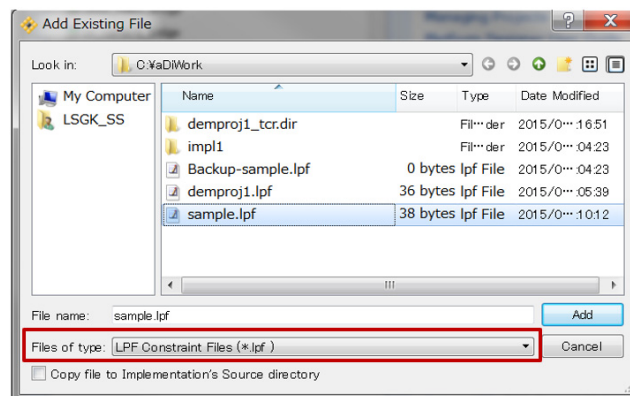 Add Existing File
Look in: C:¥aDiWork
My Computer
LSGK_SS
Name Size Type Date Modified
demproj1_tcr.dir Fil…der 2015/0…:16:51
impl1 Fil…der 2015/0…:04:23
Backup-sample.lpf 0 bytes lpf File 2015/0…:04:23
demproj1.lpf 36 bytes lpf File 2015/0…:05:39
sample.lpf 38 bytes lpf File 2015/0…:10:12
File name: sample.lpf Add
Files of type: LPF Constraint Files (*.lpf ) Cancel
Copy file to Implementation's Source directory